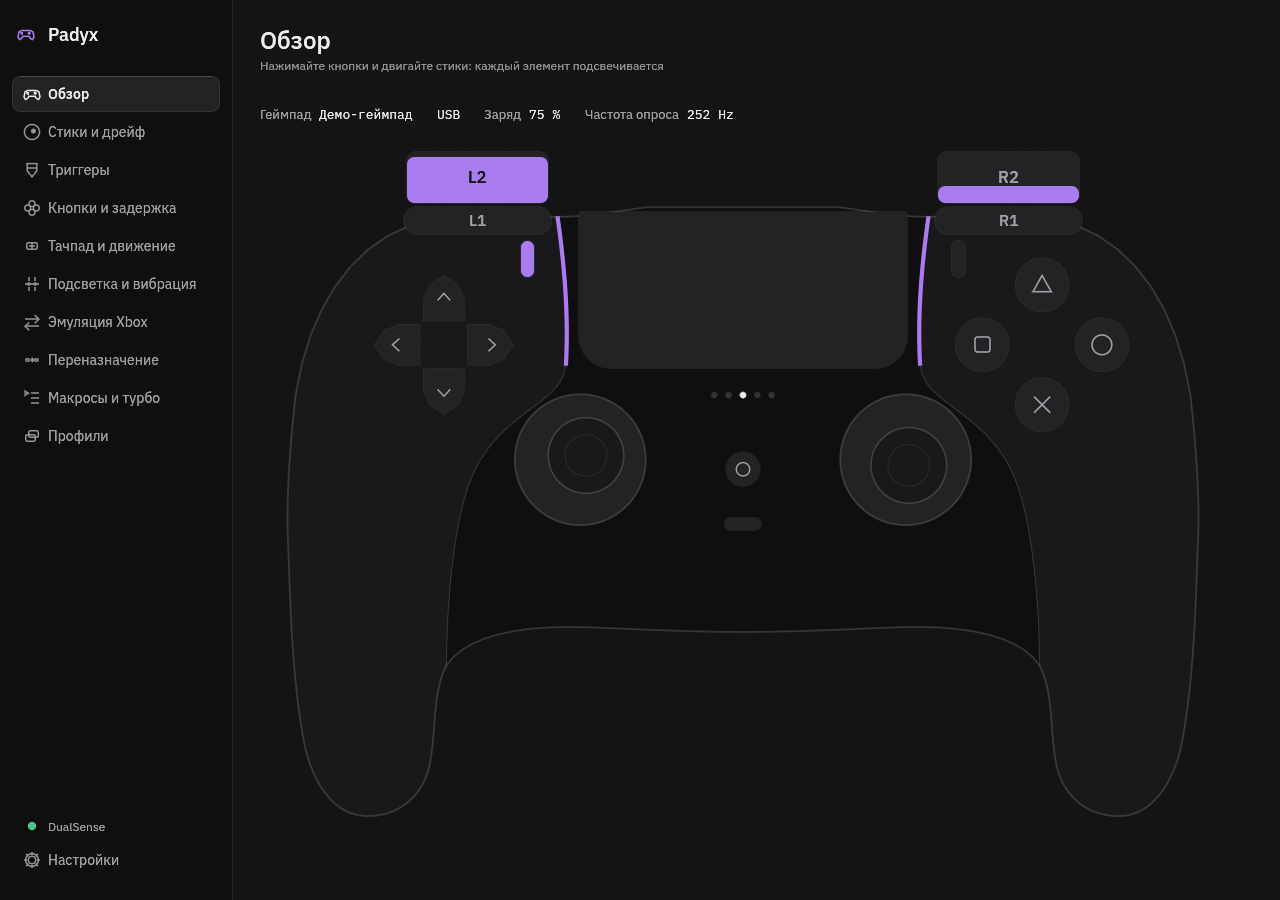 Padyx
Обзор
Стики и дрейф
Триггеры
Кнопки и задержка
Тачпад и движение
Подсветка и вибрация
Эмуляция Xbox
Переназначение
Макросы и турбо
Профили
DualSense
Настройки
Обзор
Нажимайте кнопки и двигайте стики: каждый элемент подсвечивается
Геймпад Демо-геймпад USB Заряд 75 % Частота опроса 252 Hz
L2
R2
L1
R1